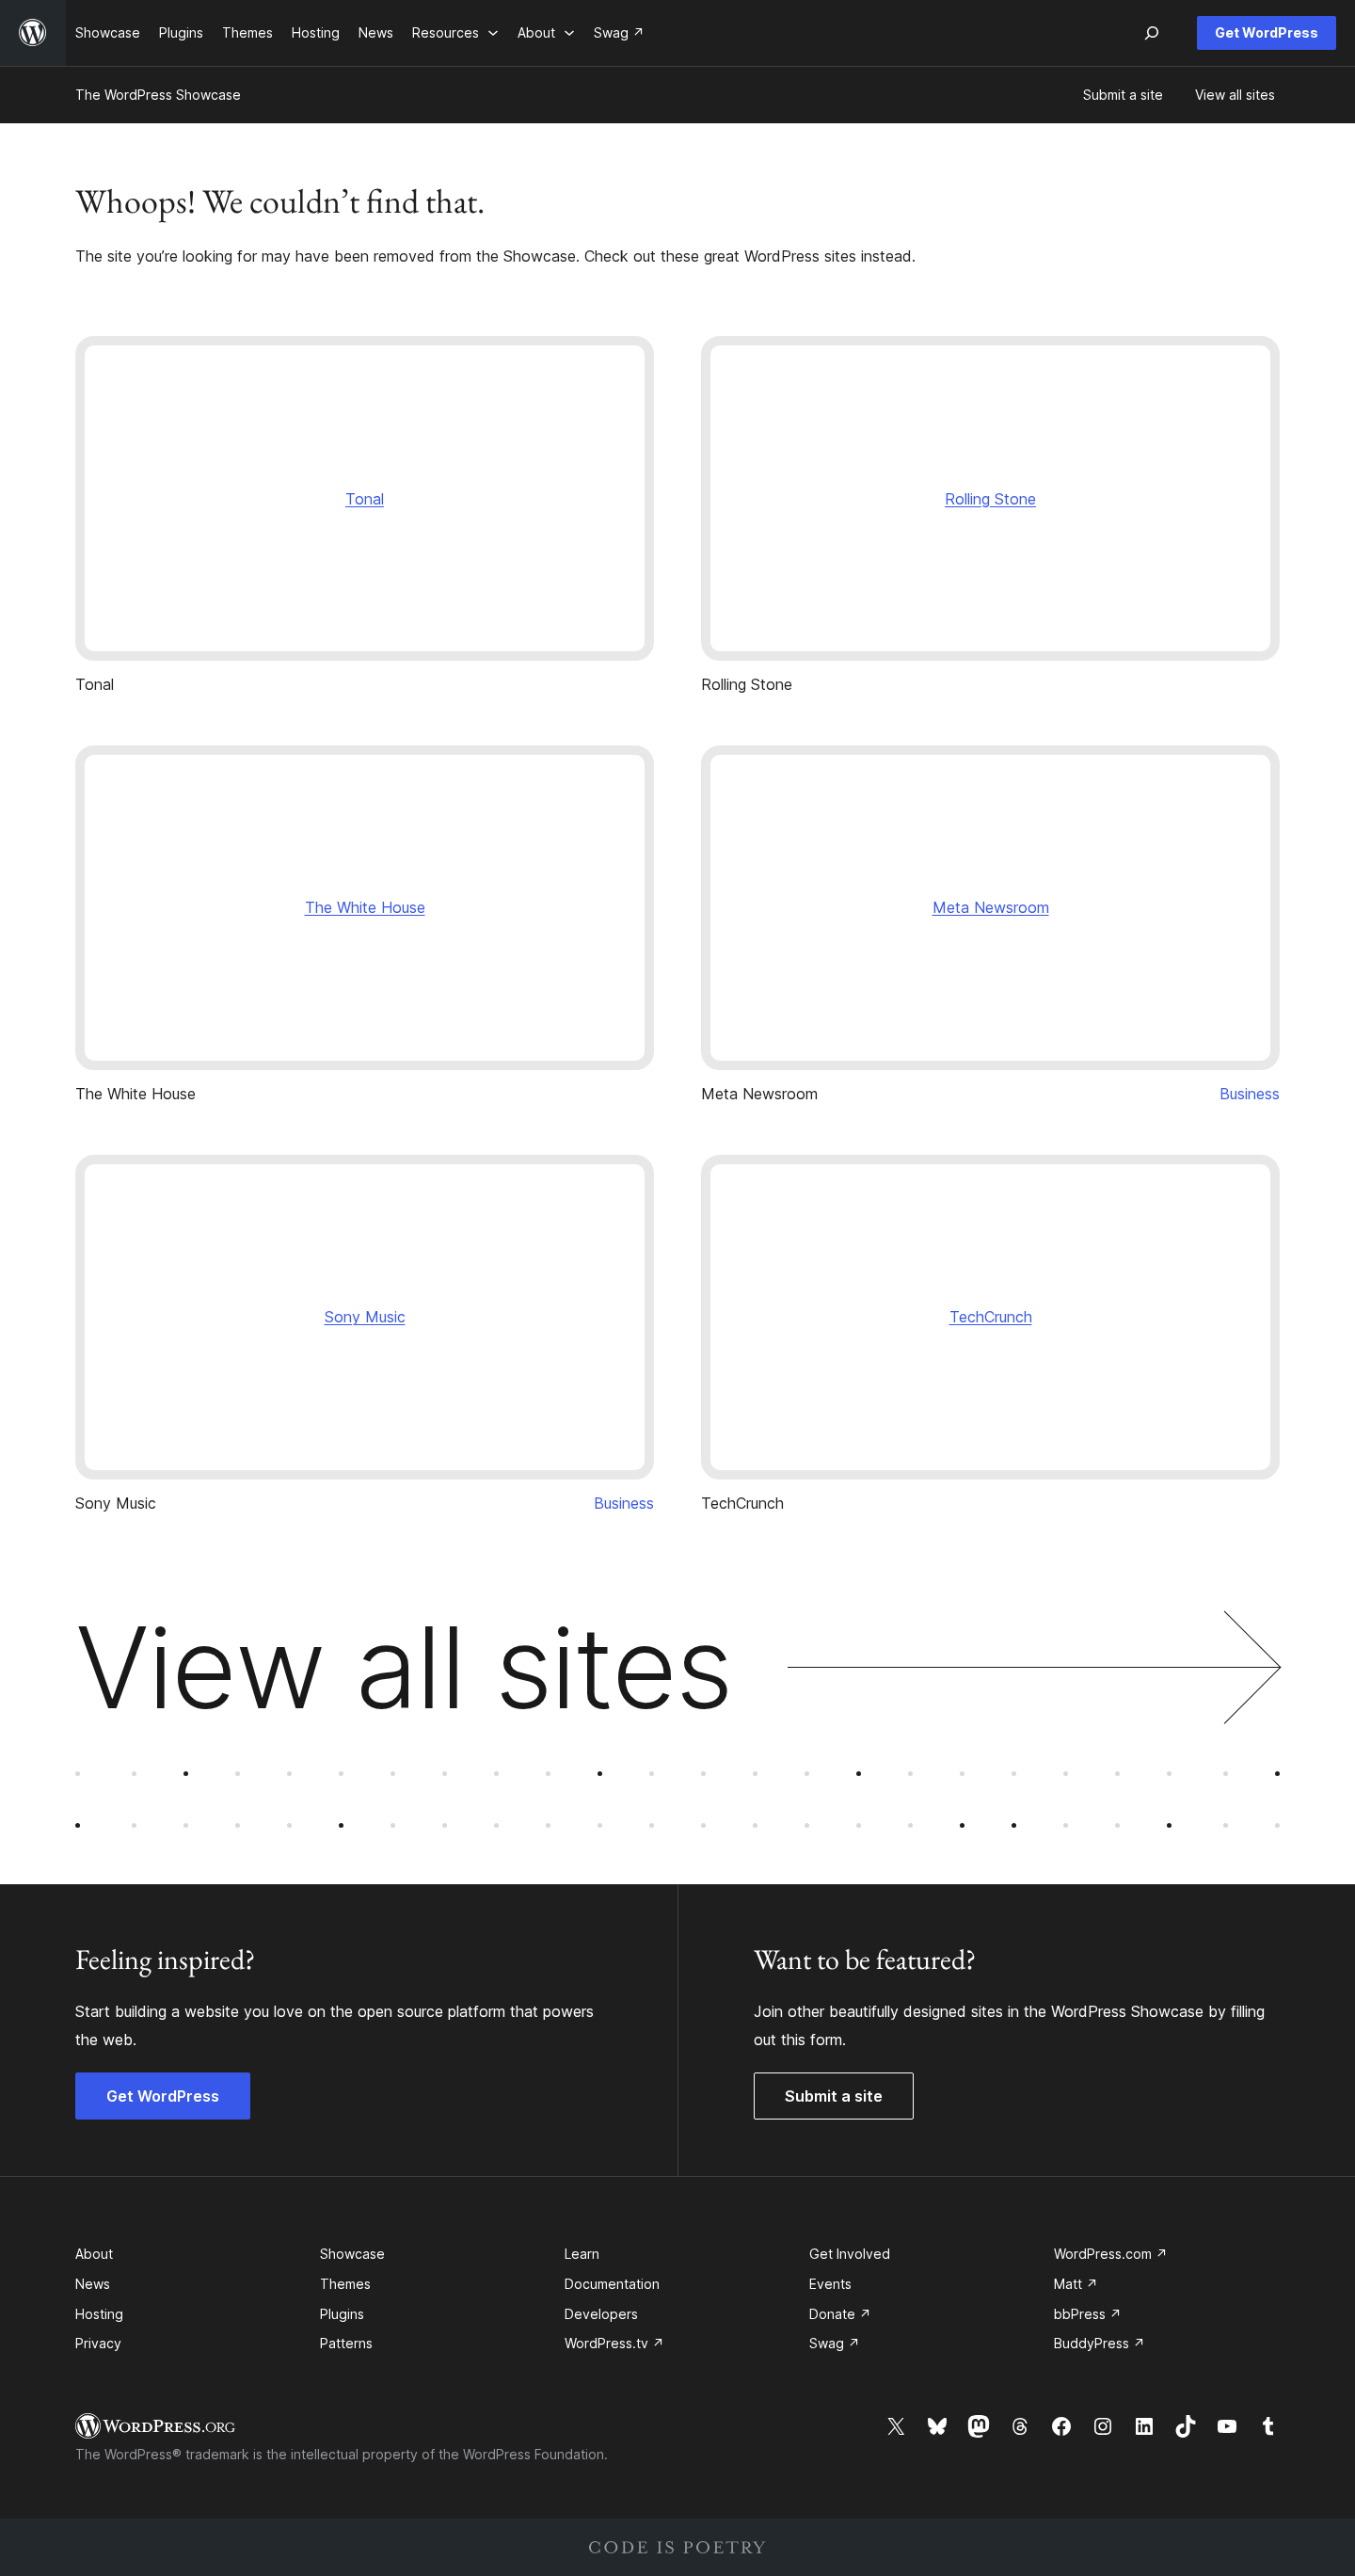 Showcase Plugins Themes Hosting News Resources About Swag ↗ Get WordPress
The WordPress Showcase Submit a site View all sites
Whoops! We couldn’t find that.
The site you’re looking for may have been removed from the Showcase. Check out these great WordPress sites instead.
Tonal Rolling Stone
Tonal Rolling Stone
The White House Meta Newsroom
The White House Meta Newsroom Business
Sony Music TechCrunch
Sony Music Business TechCrunch
View all sites
Feeling inspired?
Start building a website you love on the open source platform that powers
the web.
Get WordPress
Want to be featured?
Join other beautifully designed sites in the WordPress Showcase by filling
out this form.
Submit a site
About Showcase Learn Get Involved WordPress.com ↗
News Themes Documentation Events Matt ↗
Hosting Plugins Developers Donate ↗ bbPress ↗
Privacy Patterns WordPress.tv ↗ Swag ↗ BuddyPress ↗
WORDPRESS.ORG
The WordPress® trademark is the intellectual property of the WordPress Foundation.
CODE IS POETRY